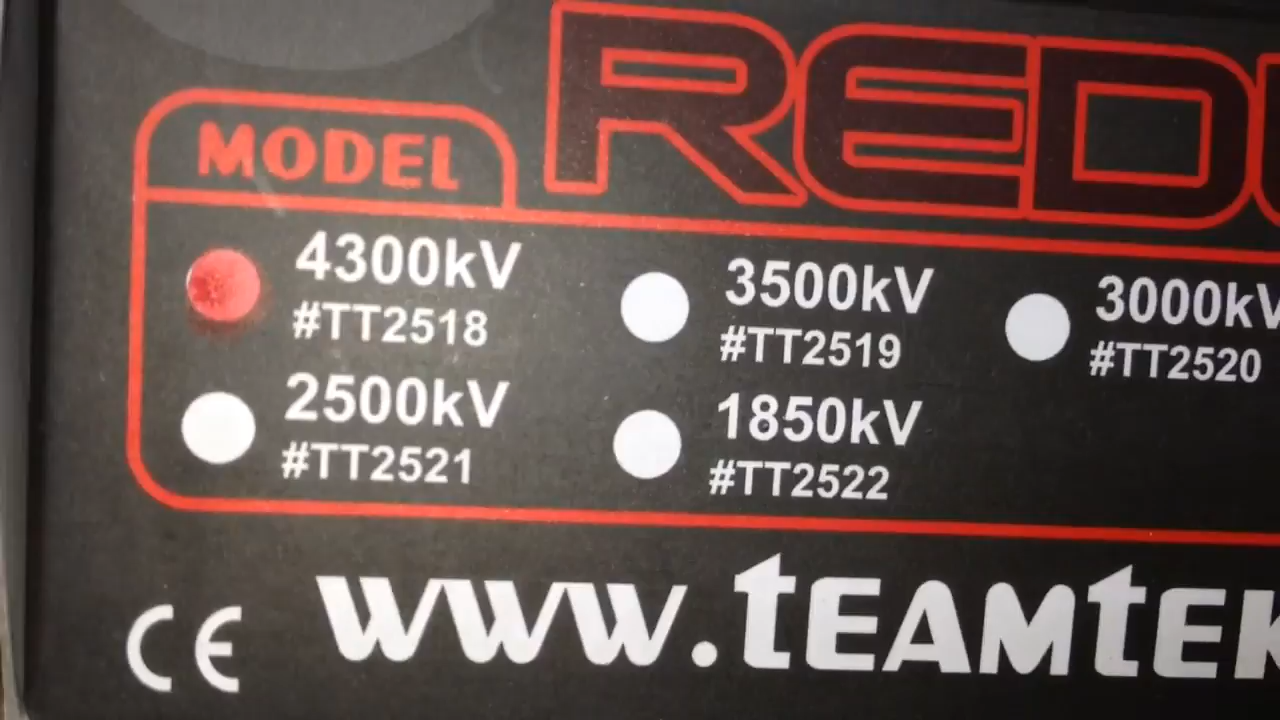 RED
MODEL
4300kV
#TT2518
3500kV
#TT2519
3000kV
#TT2520
2500kV
#TT2521
1850kV
#TT2522
CE
www.teamtek